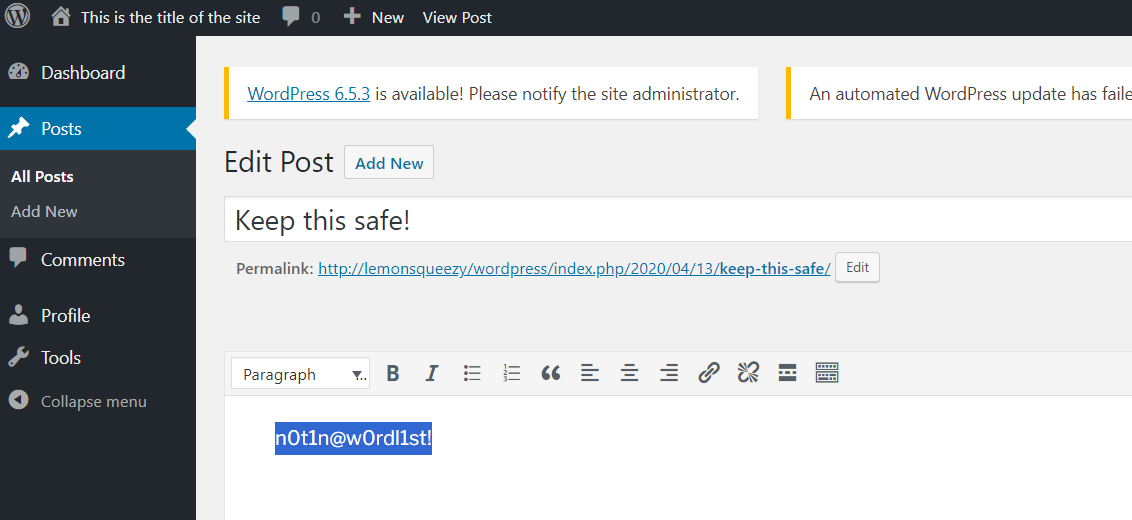 This is the title of the site 0 New View Post
Dashboard
WordPress 6.5.3 is available! Please notify the site administrator.
An automated WordPress update has faile
Posts
Edit Post Add New
All Posts
Add New
Keep this safe!
Comments
Permalink: http://lemonsqueezy/wordpress/index.php/2020/04/13/keep-this-safe/ Edit
Profile
Tools
Paragraph
Collapse menu
n0t1n@w0rdl1st!